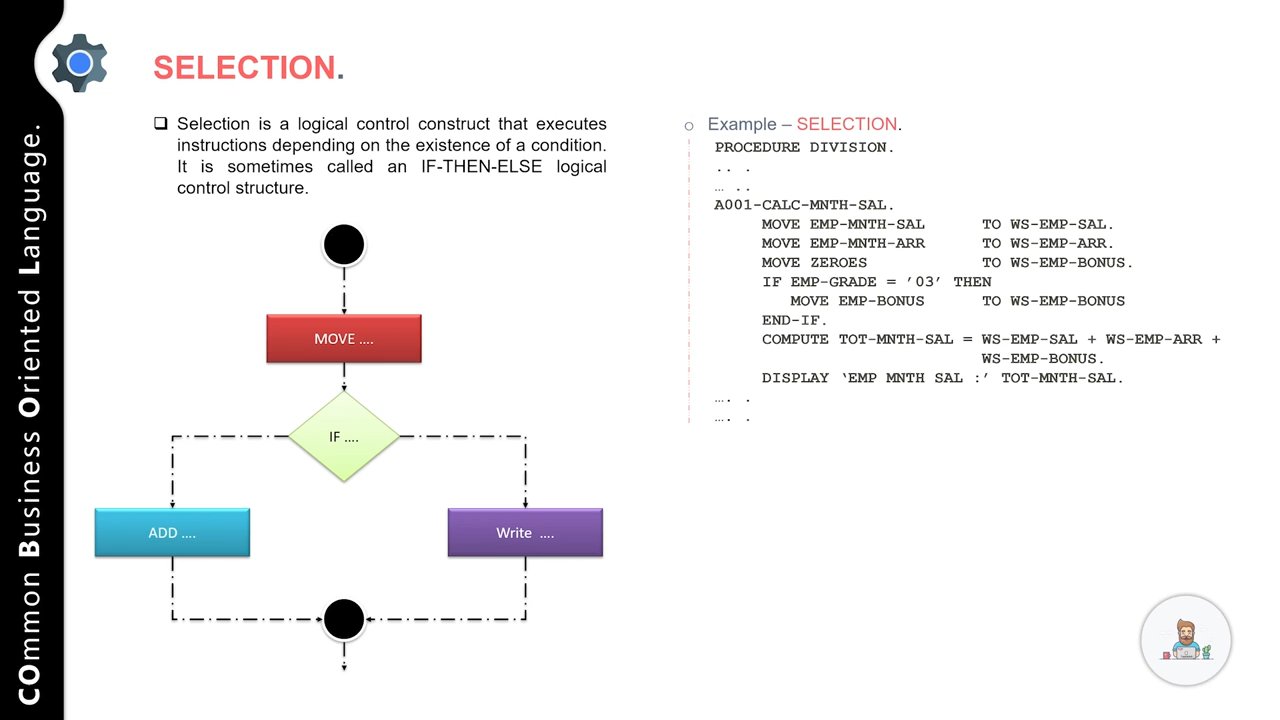 COmmon Business Oriented Language.
SELECTION.
❑ Selection is a logical control construct that executes
instructions depending on the existence of a condition.
It is sometimes called an IF-THEN-ELSE logical
control structure.
MOVE ....
IF ....
ADD ....
Write ....
o Example – SELECTION.
PROCEDURE DIVISION.
.. .
… ..
A001-CALC-MNTH-SAL.
MOVE EMP-MNTH-SAL TO WS-EMP-SAL.
MOVE EMP-MNTH-ARR TO WS-EMP-ARR.
MOVE ZEROES TO WS-EMP-BONUS.
IF EMP-GRADE = ’03’ THEN
MOVE EMP-BONUS TO WS-EMP-BONUS
END-IF.
COMPUTE TOT-MNTH-SAL = WS-EMP-SAL + WS-EMP-ARR +
WS-EMP-BONUS.
DISPLAY ‘EMP MNTH SAL :’ TOT-MNTH-SAL.
…. .
…. .